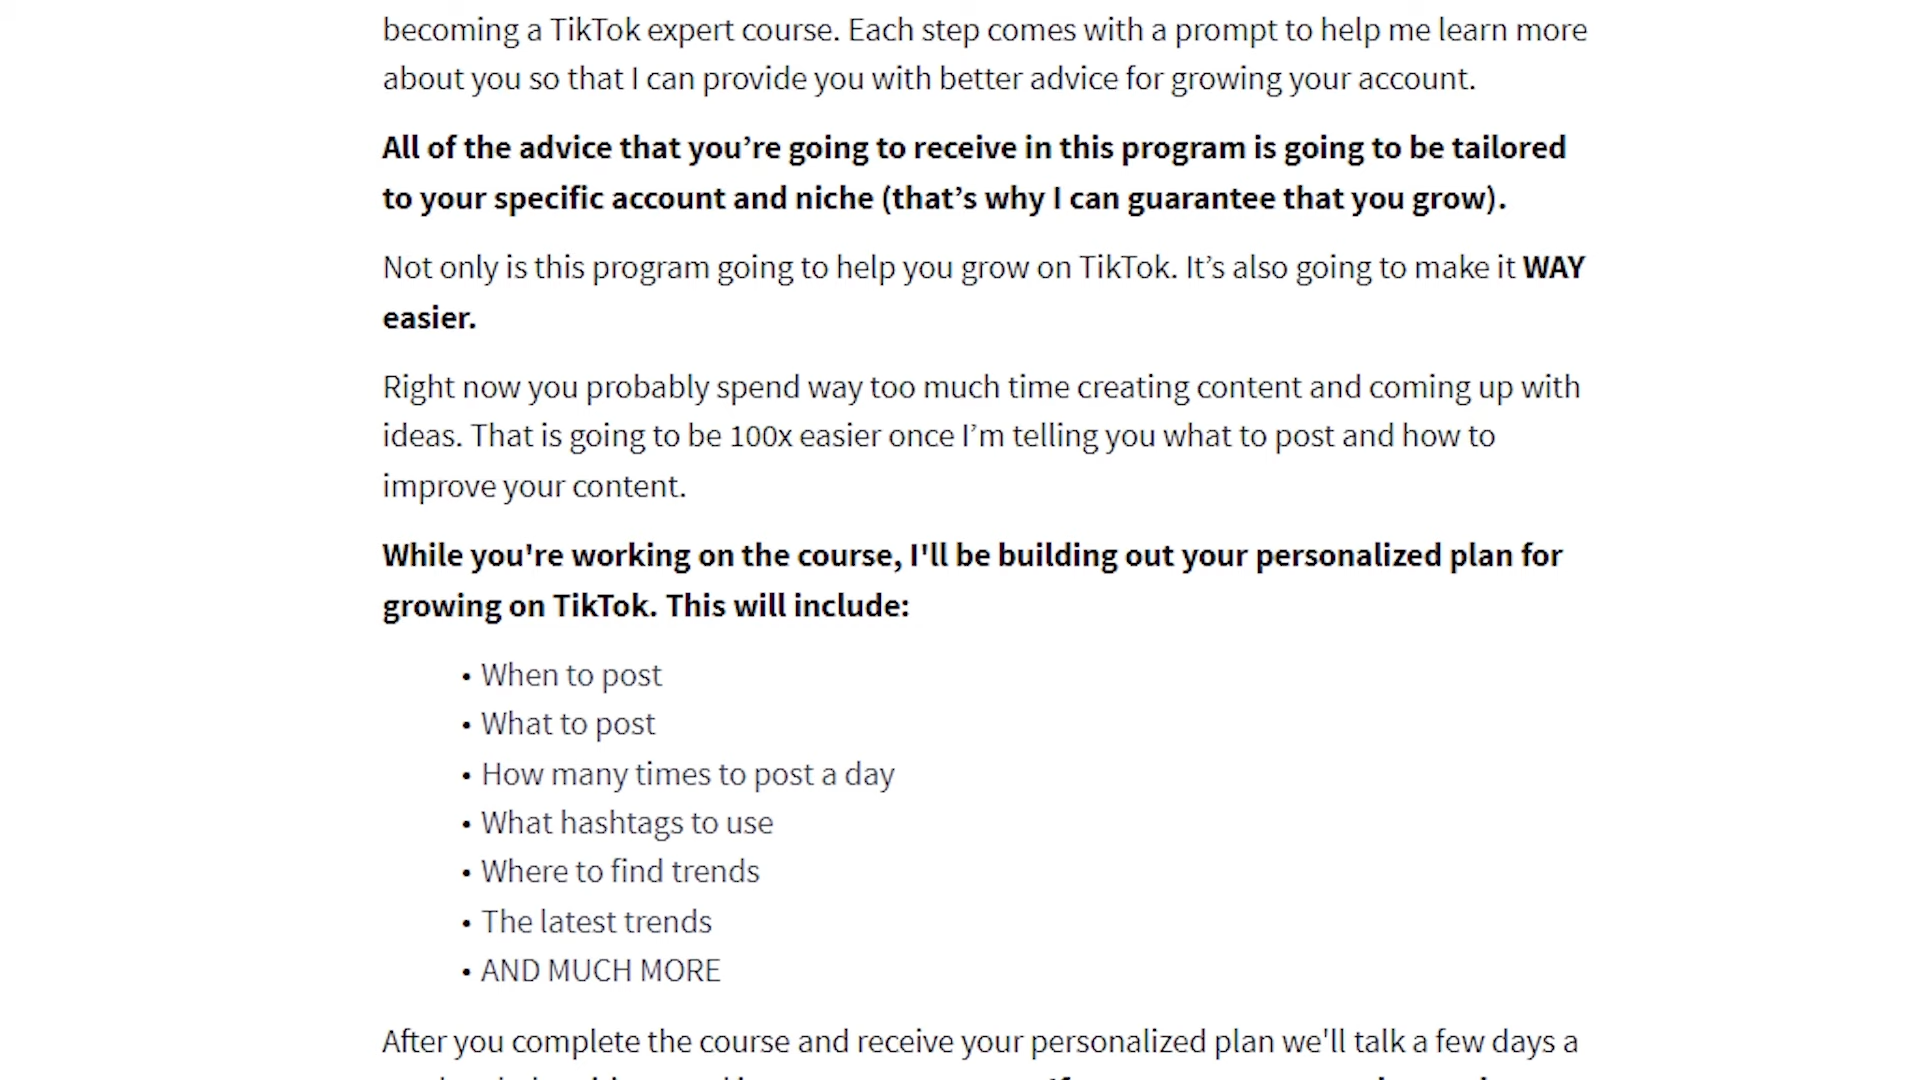 becoming a TikTok expert course. Each step comes with a prompt to help me learn more
about you so that I can provide you with better advice for growing your account.
All of the advice that you’re going to receive in this program is going to be tailored
to your specific account and niche (that’s why I can guarantee that you grow).
Not only is this program going to help you grow on TikTok. It’s also going to make it WAY
easier.
Right now you probably spend way too much time creating content and coming up with
ideas. That is going to be 100x easier once I’m telling you what to post and how to
improve your content.
While you're working on the course, I'll be building out your personalized plan for
growing on TikTok. This will include:
• When to post
• What to post
• How many times to post a day
• What hashtags to use
• Where to find trends
• The latest trends
• AND MUCH MORE
After you complete the course and receive your personalized plan we'll talk a few days a